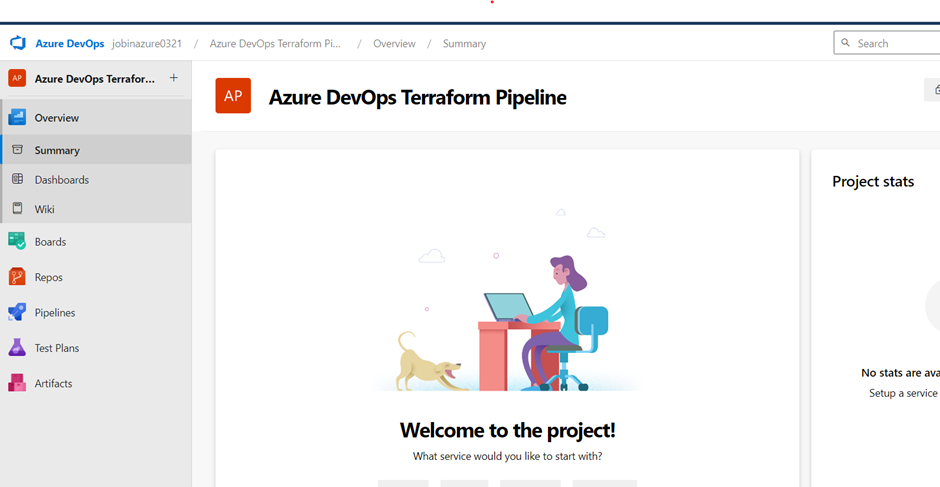 Azure DevOps jobinazure0321 / Azure DevOps Terraform Pi... / Overview / Summary
Search
AP Azure DevOps Terrafor... +
Overview
Summary
Dashboards
Wiki
Boards
Repos
Pipelines
Test Plans
Artifacts
AP Azure DevOps Terraform Pipeline
Welcome to the project!
What service would you like to start with?
Project stats
No stats are ava
Setup a service